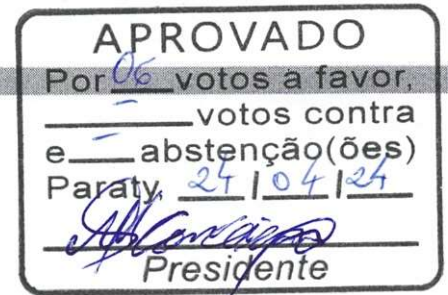 APROVADO
Por 06 votos a favor,
— votos contra
e — abstenção(ões)
Paraty, 24 | 04 | 24
Presidente